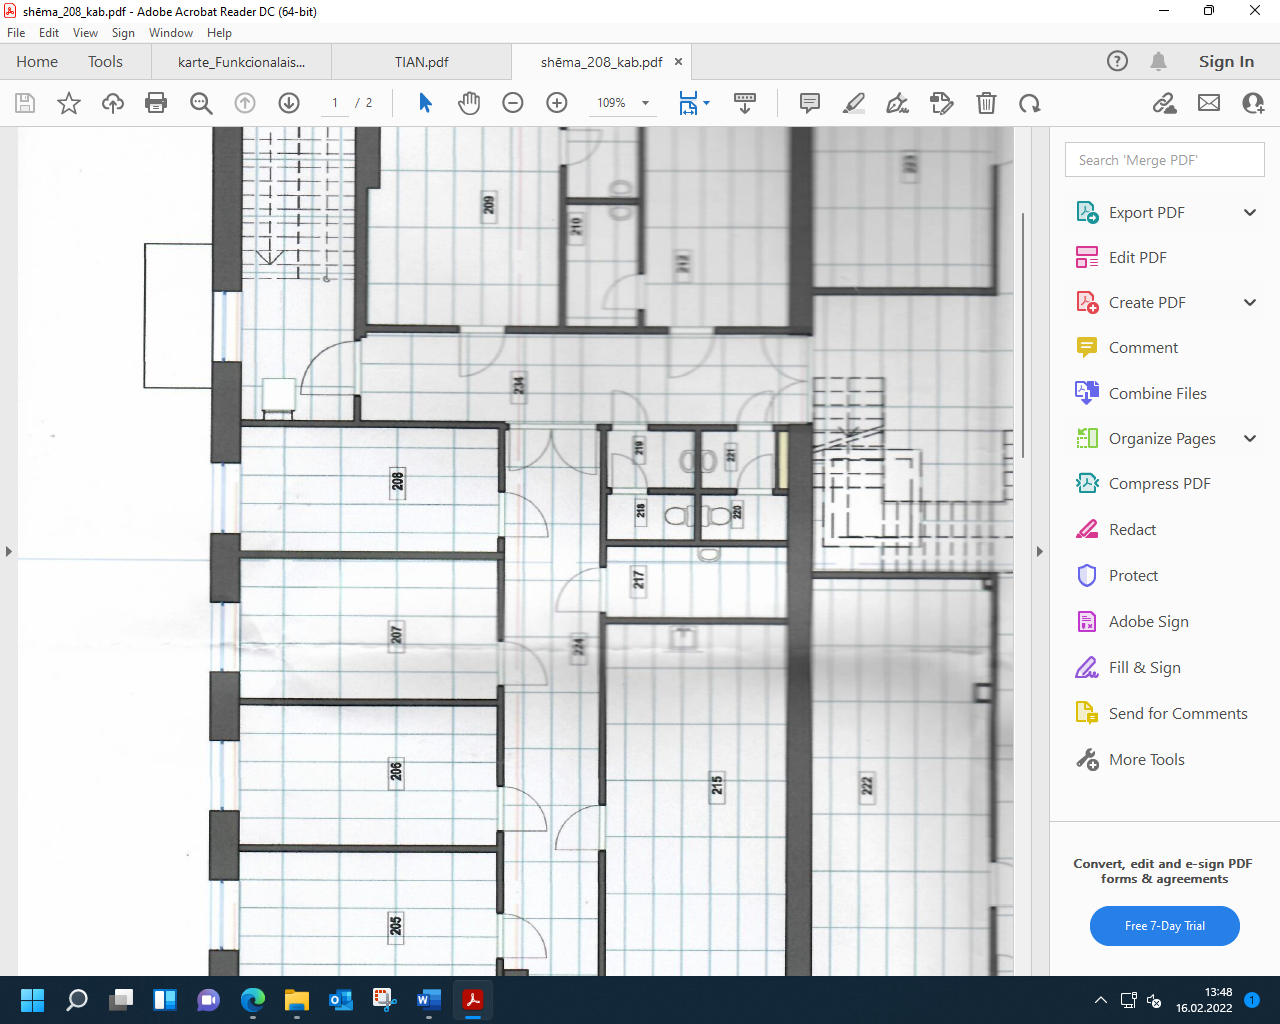 shēma_208_kab.pdf - Adobe Acrobat Reader DC (64-bit)
File Edit View Sign Window Help
Home Tools karte_Funkcionalais... TIAN.pdf shēma_208_kab.pdf × Sign In
1 / 2 109%
Search 'Merge PDF'
Export PDF
Edit PDF
Create PDF
Comment
Combine Files
Organize Pages
Compress PDF
Redact
Protect
Adobe Sign
Fill & Sign
Send for Comments
More Tools
Convert, edit and e-sign PDF
forms & agreements
Free 7-Day Trial
223
209
210
212
234
208
219
221
218
220
217
207
224
206
215
222
205
13:48
16.02.2022
1